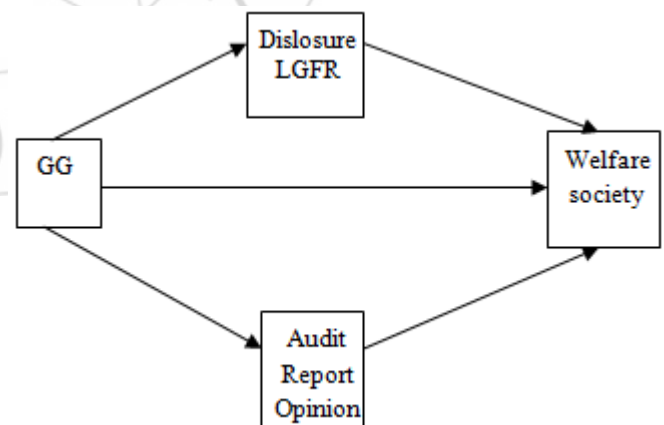 Dislosure
LGFR
GG
Welfare
society
Audit
Report
Opinion